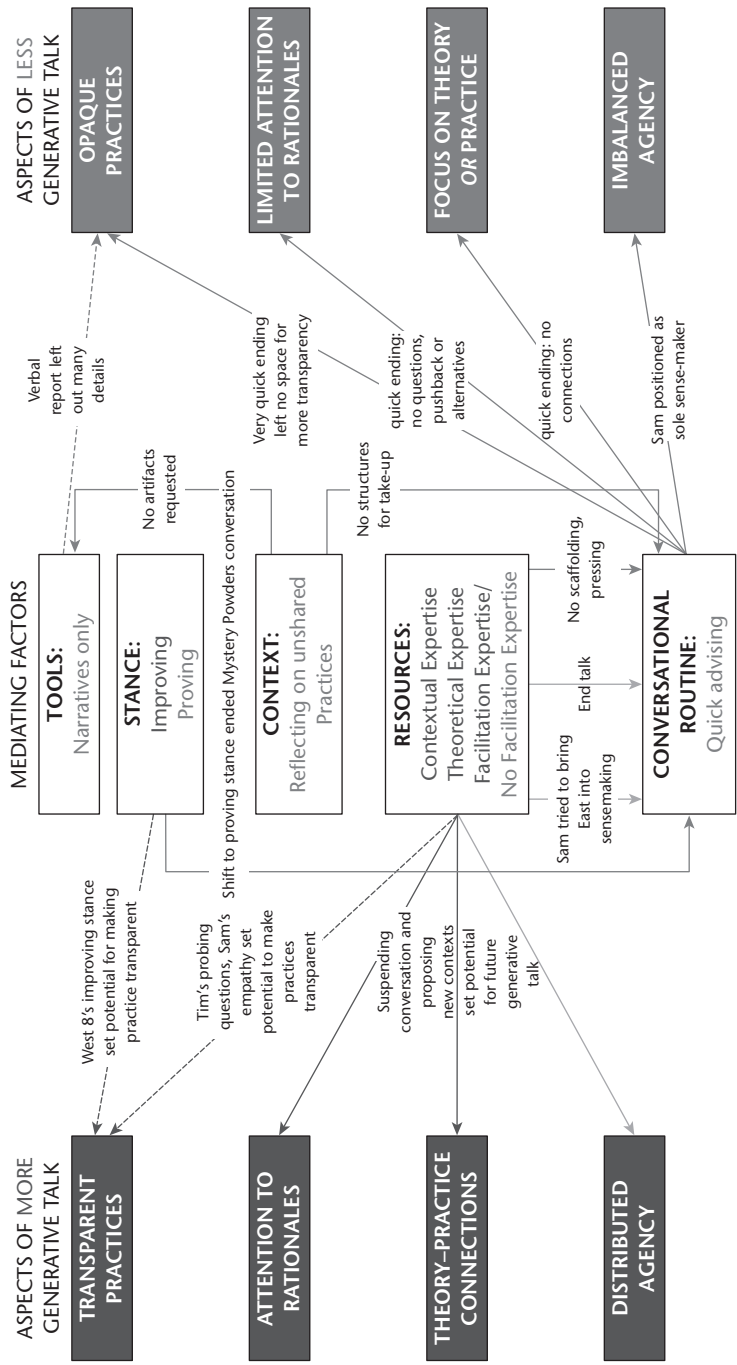 ASPECTS OF MORE
GENERATIVE TALK
TRANSPARENT
PRACTICES
ATTENTION TO
RATIONALES
THEORY–PRACTICE
CONNECTIONS
DISTRIBUTED
AGENCY
West 8’s improving stance
set potential for making
practice transparent
Tim’s probing
questions, Sam’s
empathy set
potential to make
practices
transparent
Suspending
conversation and
proposing
new contexts
set potential
for future
generative
talk
MEDIATING FACTORS
TOOLS:
Narratives only
STANCE:
Improving
Proving
Shift to proving stance ended Mystery Powders conversation
CONTEXT:
Reflecting on unshared
Practices
RESOURCES:
Contextual Expertise
Theoretical Expertise
Facilitation Expertise/
No Facilitation Expertise
Sam tried to bring
East into
sensemaking
End talk
No scaffolding,
pressing
CONVERSATIONAL
ROUTINE:
Quick advising
No artifacts
requested
No structures
for take-up
Verbal
report left
out many
details
Very quick ending
left no space for
more transparency
quick ending:
no questions,
pushback or
alternatives
quick ending: no
connections
Sam positioned as
sole sense-maker
ASPECTS OF LESS
GENERATIVE TALK
OPAQUE
PRACTICES
LIMITED ATTENTION
TO RATIONALES
FOCUS ON THEORY
OR PRACTICE
IMBALANCED
AGENCY